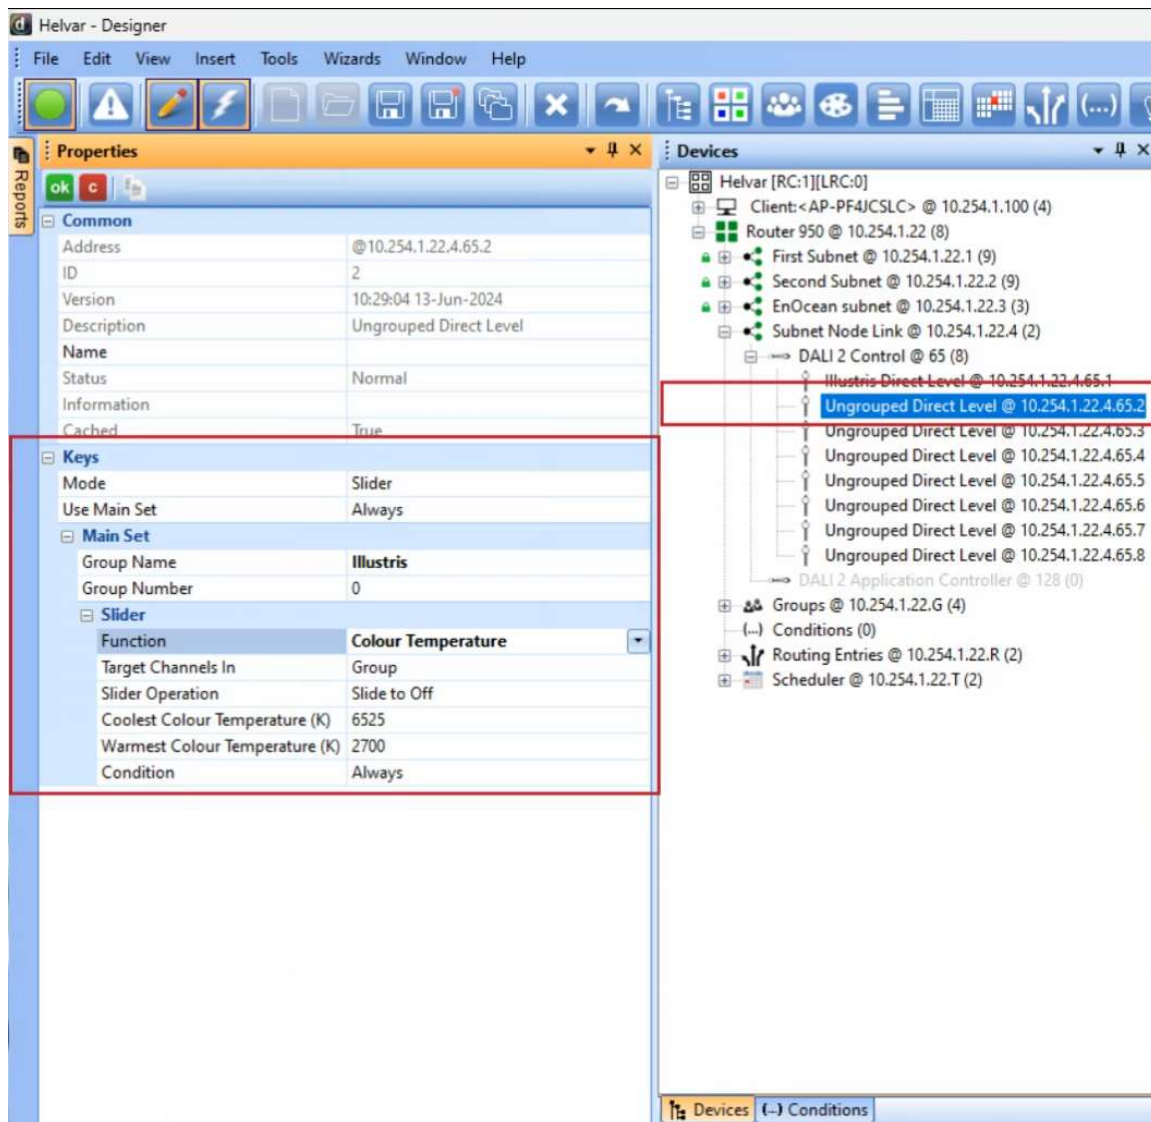 Helvar - Designer
File Edit View Insert Tools Wizards Window Help
Reports
Properties
ok c
Common
Address @10.254.1.22.4.65.2
ID 2
Version 10:29:04 13-Jun-2024
Description Ungrouped Direct Level
Name
Status Normal
Information
Cached True
Keys
Mode Slider
Use Main Set Always
Main Set
Group Name Illustris
Group Number 0
Slider
Function Colour Temperature
Target Channels In Group
Slider Operation Slide to Off
Coolest Colour Temperature (K) 6525
Warmest Colour Temperature (K) 2700
Condition Always
Devices
Helvar [RC:1][LRC:0]
Client:<AP-PF4JCSLC> @ 10.254.1.100 (4)
Router 950 @ 10.254.1.22 (8)
First Subnet @ 10.254.1.22.1 (9)
Second Subnet @ 10.254.1.22.2 (9)
EnOcean subnet @ 10.254.1.22.3 (3)
Subnet Node Link @ 10.254.1.22.4 (2)
DALI 2 Control @ 65 (8)
Illustris Direct Level @ 10.254.1.22.4.65.1
Ungrouped Direct Level @ 10.254.1.22.4.65.2
Ungrouped Direct Level @ 10.254.1.22.4.65.3
Ungrouped Direct Level @ 10.254.1.22.4.65.4
Ungrouped Direct Level @ 10.254.1.22.4.65.5
Ungrouped Direct Level @ 10.254.1.22.4.65.6
Ungrouped Direct Level @ 10.254.1.22.4.65.7
Ungrouped Direct Level @ 10.254.1.22.4.65.8
DALI 2 Application Controller @ 128 (0)
Groups @ 10.254.1.22.G (4)
(...) Conditions (0)
Routing Entries @ 10.254.1.22.R (2)
Scheduler @ 10.254.1.22.T (2)
Devices (...) Conditions